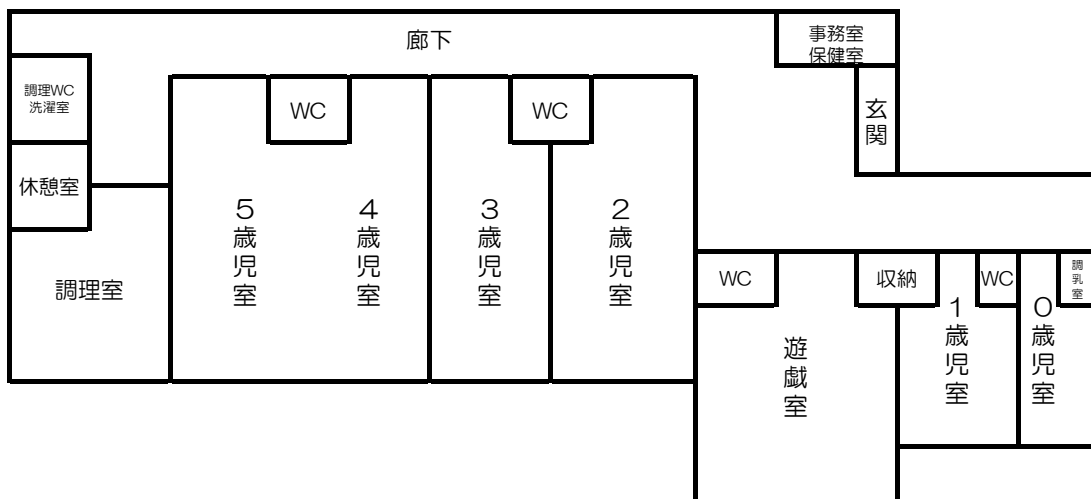 廊下
事務室
保健室
調理WC
洗濯室
WC
WC
玄関
休憩室
5歳児室
4歳児室
3歳児室
2歳児室
調理室
WC
収納
WC
調乳室
1歳児室
0歳児室
遊戯室